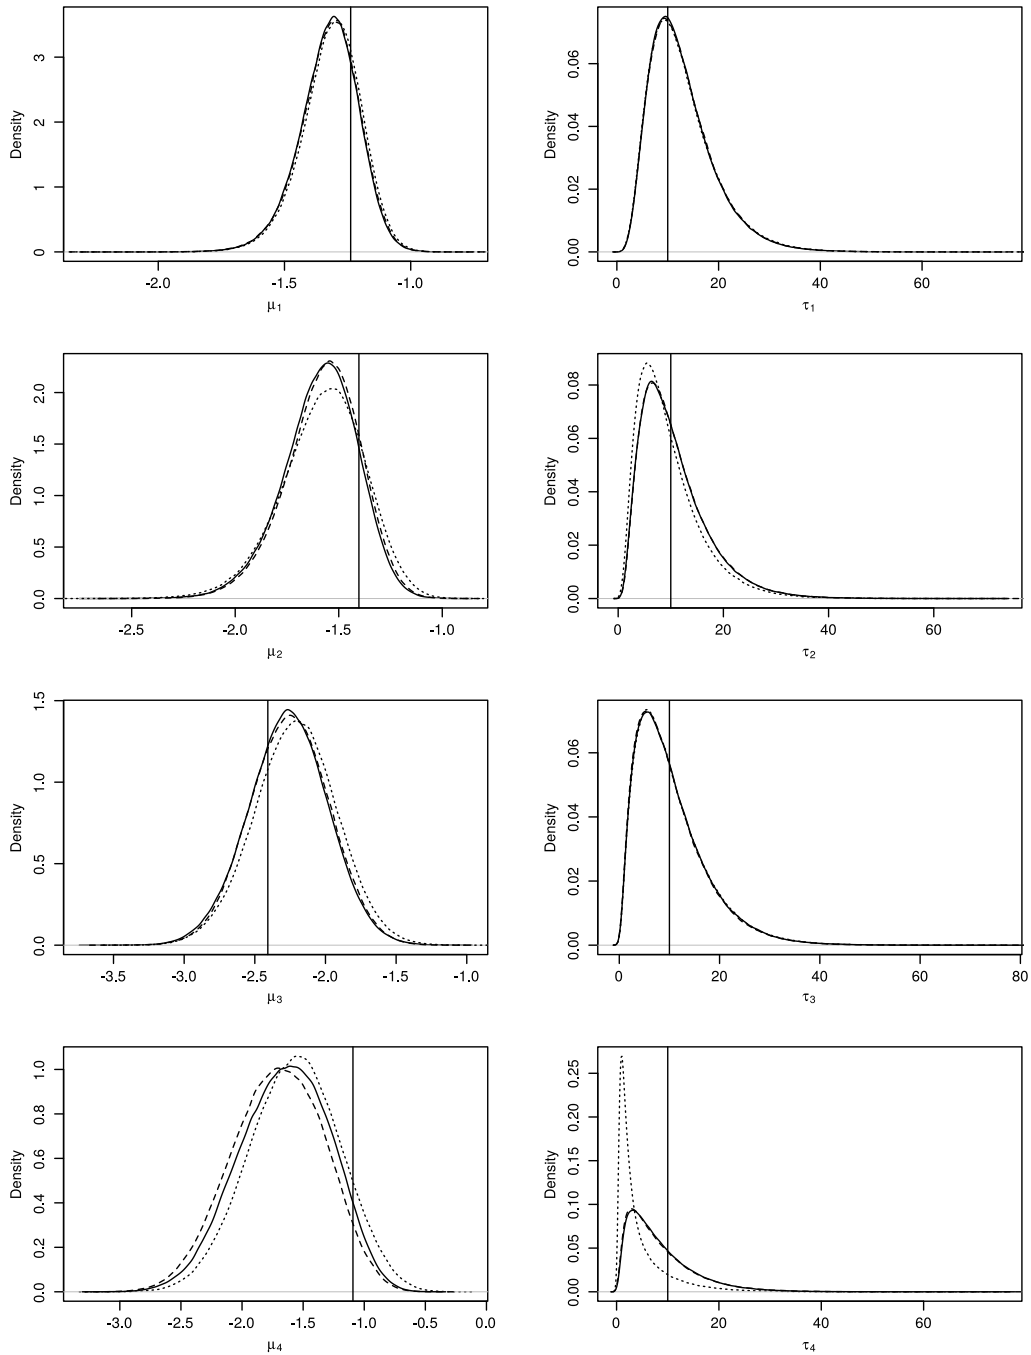 Density
0 1 2 3
-2.0 -1.5 -1.0
μ1
Density
0.00 0.02 0.04 0.06
0 20 40 60
τ1
Density
0.0 0.5 1.0 1.5 2.0
-2.5 -2.0 -1.5 -1.0
μ2
Density
0.00 0.02 0.04 0.06 0.08
0 20 40 60
τ2
Density
0.0 0.5 1.0 1.5
-3.5 -3.0 -2.5 -2.0 -1.5 -1.0
μ3
Density
0.00 0.02 0.04 0.06
0 20 40 60 80
τ3
Density
0.0 0.2 0.4 0.6 0.8 1.0
-3.0 -2.5 -2.0 -1.5 -1.0 -0.5 0.0
μ4
Density
0.00 0.05 0.10 0.15 0.20 0.25
0 20 40 60
τ4